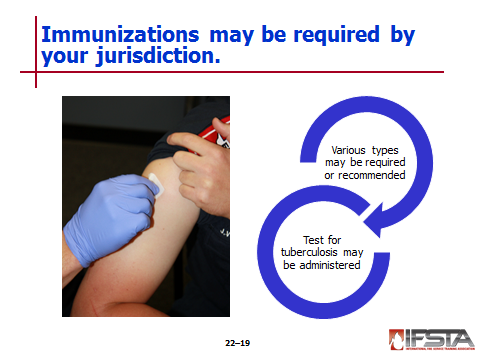 Immunizations may be required by
your jurisdiction.
Various types
may be required
or recommended
Test for
tuberculosis may
be administered
22–19
IFSTA
INTERNATIONAL FIRE SERVICE TRAINING ASSOCIATION